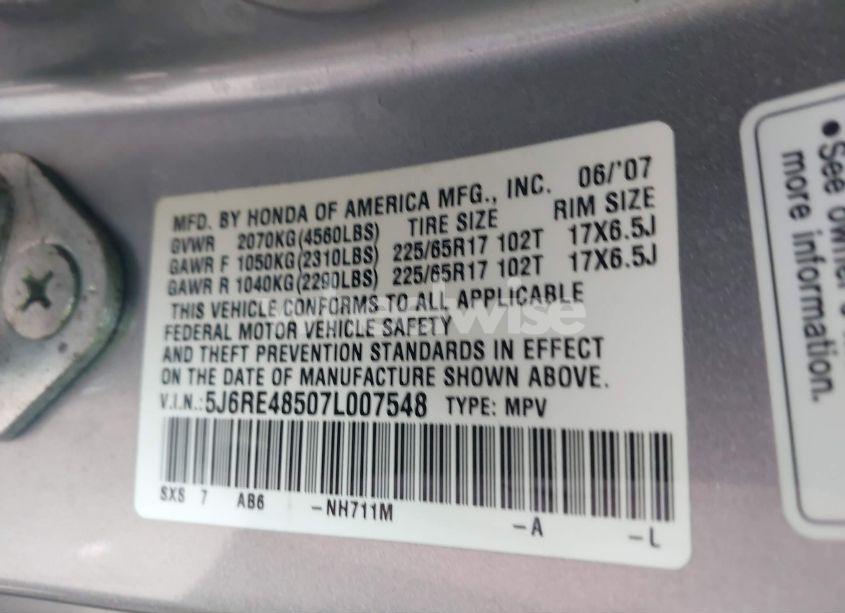 MFD. BY HONDA OF AMERICA MFG., INC. 06/'07
GVWR 2070KG(4560LBS) TIRE SIZE RIM SIZE
GAWR F 1050KG(2310LBS) 225/65R17 102T 17X6.5J
GAWR R 1040KG(2290LBS) 225/65R17 102T 17X6.5J
THIS VEHICLE CONFORMS TO ALL APPLICABLE
FEDERAL MOTOR VEHICLE SAFETY
AND THEFT PREVENTION STANDARDS IN EFFECT
ON THE DATE OF MANUFACTURE SHOWN ABOVE.
V.I.N.:5J6RE48507L007548 TYPE: MPV
SXS 7 AB6 -NH711M -A -L
• See owner's
more information.